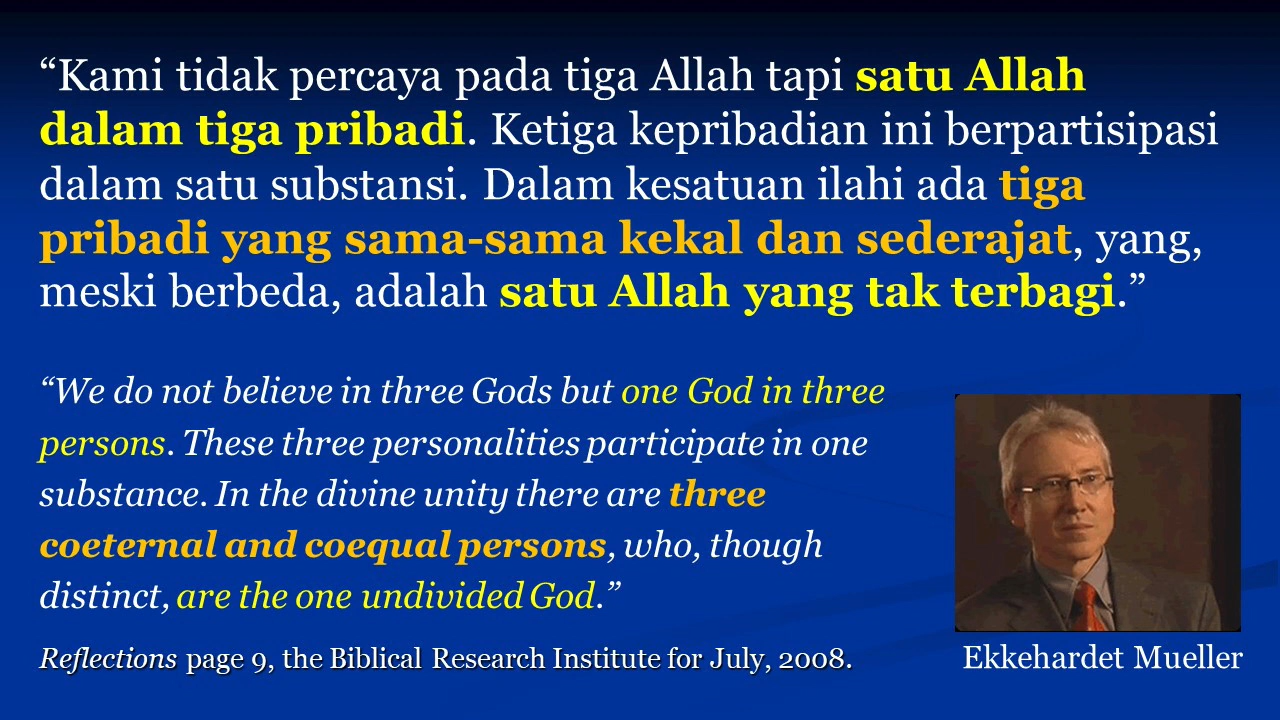 “Kami tidak percaya pada tiga Allah tapi satu Allah
dalam tiga pribadi. Ketiga kepribadian ini berpartisipasi
dalam satu substansi. Dalam kesatuan ilahi ada tiga
pribadi yang sama-sama kekal dan sederajat, yang,
meski berbeda, adalah satu Allah yang tak terbagi.”
“We do not believe in three Gods but one God in three
persons. These three personalities participate in one
substance. In the divine unity there are three
coeternal and coequal persons, who, though
distinct, are the one undivided God.”
Reflections page 9, the Biblical Research Institute for July, 2008.
Ekkehardet Mueller